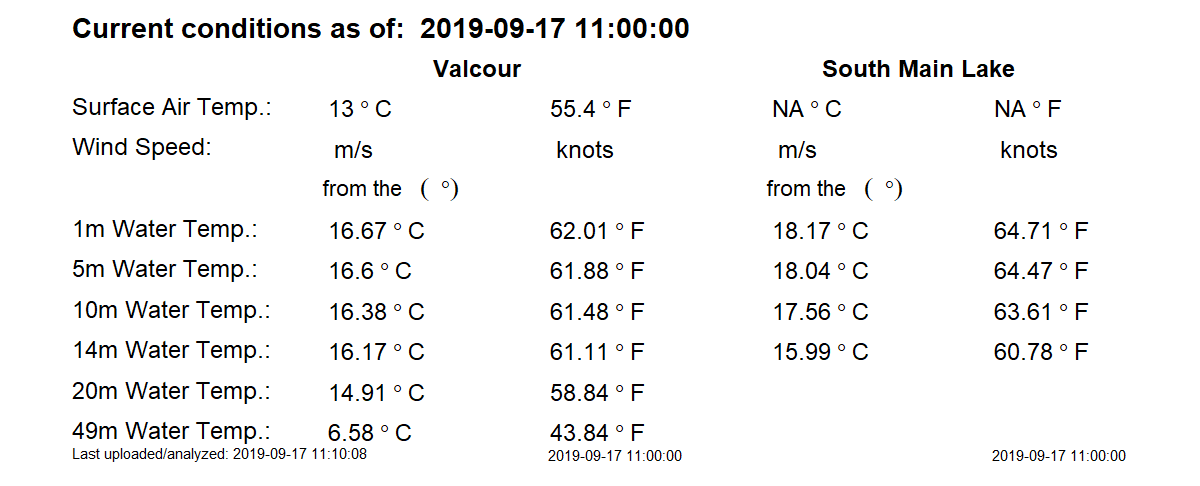 Current conditions as of: 2019-09-17 11:00:00
Valcour South Main Lake
Surface Air Temp.: 13 ° C 55.4 ° F NA ° C NA ° F
Wind Speed: m/s knots m/s knots
from the ( °) from the ( °)
1m Water Temp.: 16.67 ° C 62.01 ° F 18.17 ° C 64.71 ° F
5m Water Temp.: 16.6 ° C 61.88 ° F 18.04 ° C 64.47 ° F
10m Water Temp.: 16.38 ° C 61.48 ° F 17.56 ° C 63.61 ° F
14m Water Temp.: 16.17 ° C 61.11 ° F 15.99 ° C 60.78 ° F
20m Water Temp.: 14.91 ° C 58.84 ° F
49m Water Temp.: 6.58 ° C 43.84 ° F
Last uploaded/analyzed: 2019-09-17 11:10:08 2019-09-17 11:00:00 2019-09-17 11:00:00